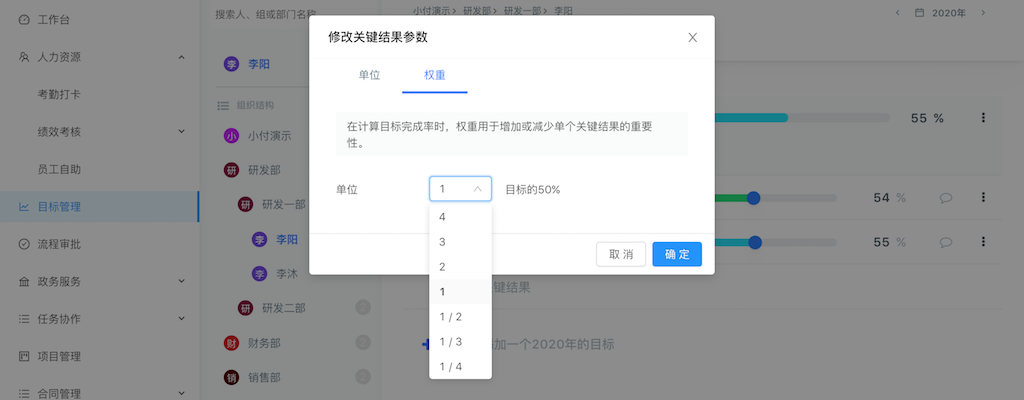 工作台
人力资源
考勤打卡
绩效考核
员工自助
目标管理
流程审批
政务服务
任务协作
项目管理
合同管理
搜索人、组或部门名称
李 李阳
组织结构
小 小付演示
研 研发部
研 研发一部
李 李阳
李 李沐
研 研发二部
财 财务部
销 销售部
小付演示 > 研发部 > 研发一部 > 李阳
< 2020年 >
修改关键结果参数
单位 权重
在计算目标完成率时，权重用于增加或减少单个关键结果的重要
性。
单位 1 目标的50%
4
3
2
1
1 / 2
1 / 3
1 / 4
取 消 确 定
55 %
54 %
55 %
键结果
加一个2020年的目标